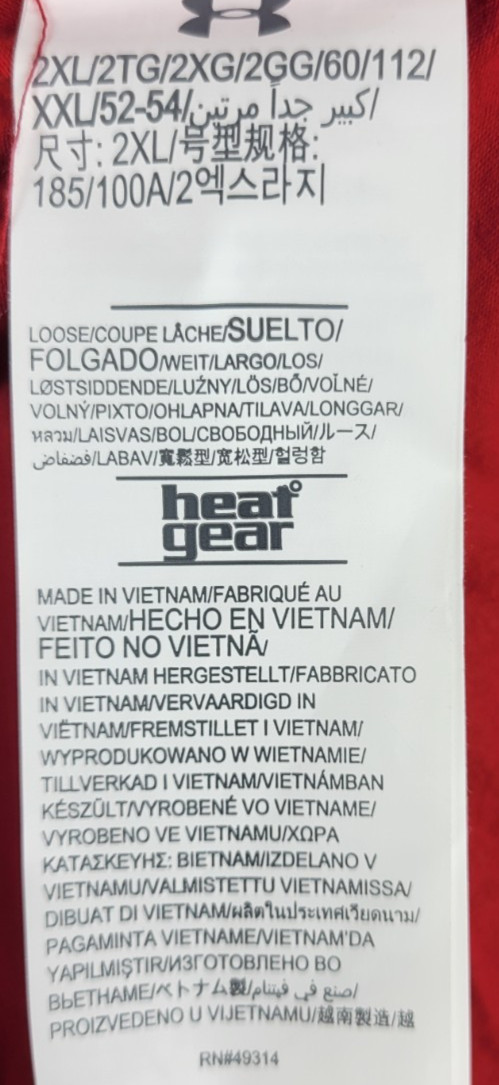 2XL/2TG/2XG/2GG/60/112/
XXL/52-54/كبير جداً مرتين/
尺寸: 2XL/号型规格:
185/100A/2엑스라지
LOOSE/COUPE LÂCHE/SUELTO/
FOLGADO/WEIT/LARGO/LOS/
LØSTSIDDENDE/LUŹNY/LÖS/BŐ/VOĽNÉ/
VOLNÝ/PIXTO/OHLAPNA/TILAVA/LONGGAR/
หลวม/LAISVAS/BOL/СВОБОДНЫЙ/ルース/
فضفاض/LABAV/寬鬆型/宽松型/헐렁함
heat
gear
MADE IN VIETNAM/FABRIQUÉ AU
VIETNAM/HECHO EN VIETNAM/
FEITO NO VIETNÃ/
IN VIETNAM HERGESTELLT/FABBRICATO
IN VIETNAM/VERVAARDIGD IN
VIËTNAM/FREMSTILLET I VIETNAM/
WYPRODUKOWANO W WIETNAMIE/
TILLVERKAD I VIETNAM/VIETNÁMBAN
KÉSZÜLT/VYROBENÉ VO VIETNAME/
VYROBENO VE VIETNAMU/ΧΩΡΑ
ΚΑΤΑΣΚΕΥΗΣ: ΒΙΕΤΝΑΜ/IZDELANO V
VIETNAMU/VALMISTETTU VIETNAMISSA/
DIBUAT DI VIETNAM/ผลิตในประเทศเวียดนาม/
PAGAMINTA VIETNAME/VIETNAM'DA
YAPILMIŞTIR/ИЗГОТОВЛЕНО ВО
ВЬЕТНАМЕ/ベトナム製/صنع في فيتنام/
PROIZVEDENO U VIJETNAMU/越南製造/越
RN#49314